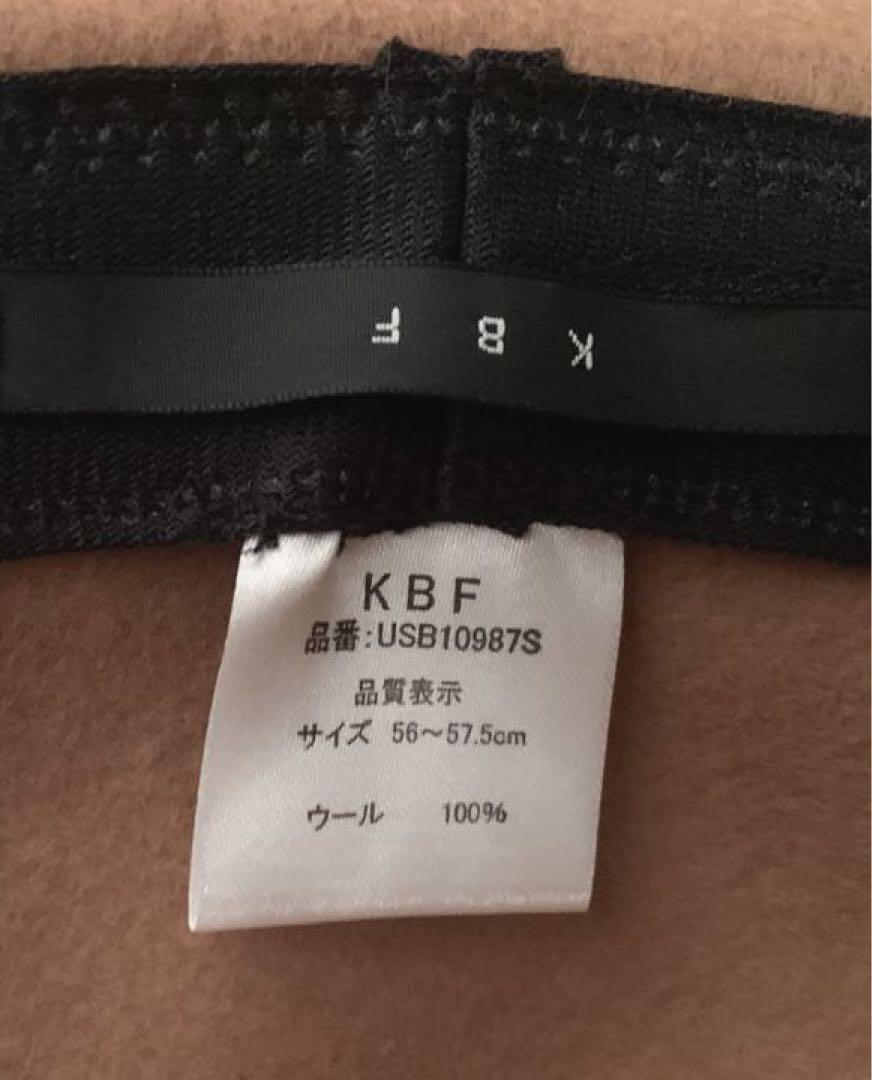 K B F
KBF
品番:USB10987S
品質表示
サイズ 56〜57.5cm
ウール 100%